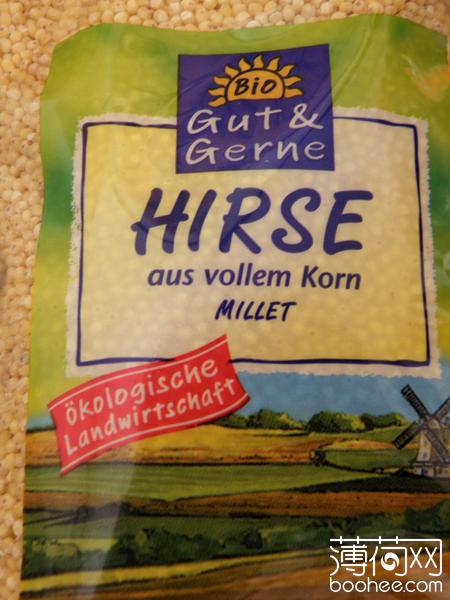 Bio
Gut &
Gerne
HIRSE
aus vollem Korn
MILLET
ökologische
Landwirtschaft
薄荷网
boohee.com